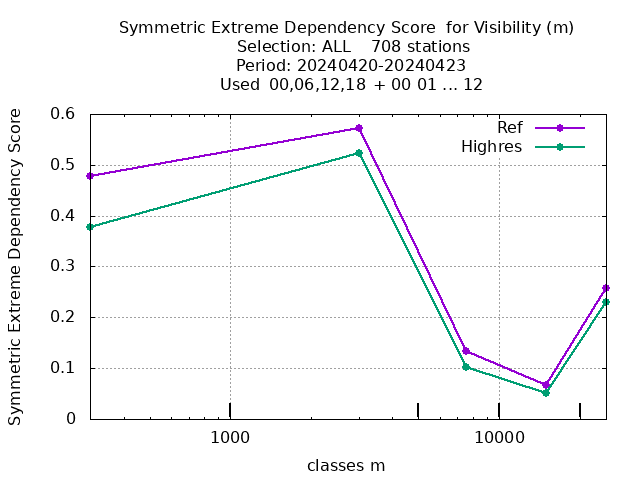 Symmetric Extreme Dependency Score  for Visibility (m)
Selection: ALL    708 stations
Period: 20240420-20240423
Used  00,06,12,18  + 00 01 ... 12
Symmetric Extreme Dependency Score
0.6
0.5
0.4
0.3
0.2
0.1
0
Ref
Highres
1000
10000
classes m